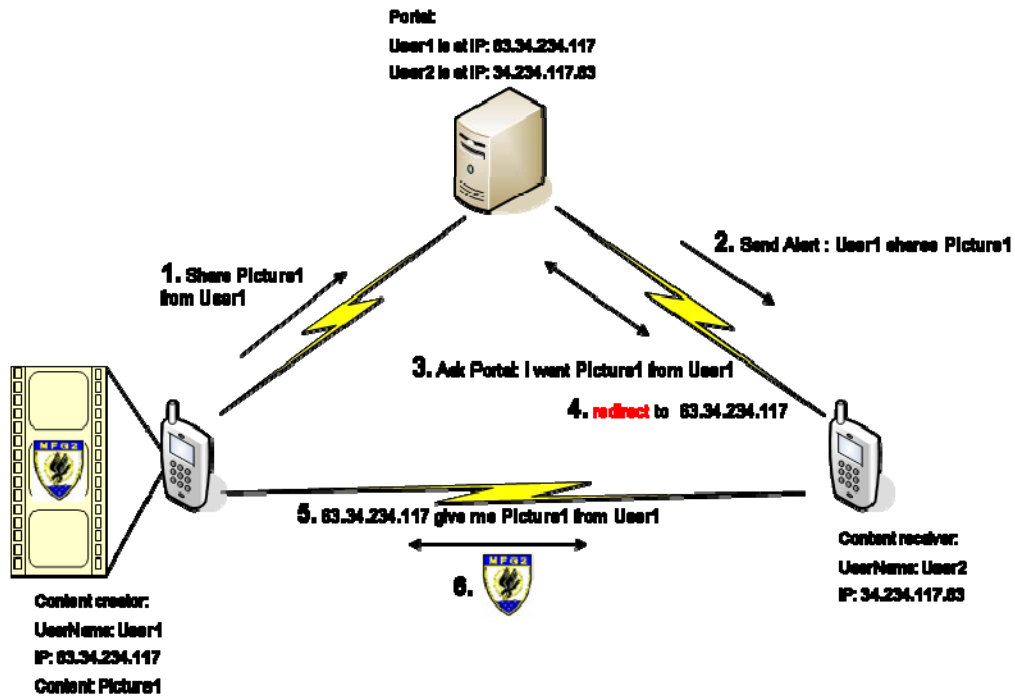 Portal:
User1 is at IP: 63.34.234.117
User2 is at IP: 34.234.117.63
2. Send Alert : User1 shares Picture1
1. Share Picture1
from User1
3. Ask Portal: I want Picture1 from User1
4. redirect to 63.34.234.117
MFG2
5. 63.34.234.117 give me Picture1 from User1
6.
MFG2
Content receiver:
UserName: User2
IP: 34.234.117.63
Content creator:
UserName: User1
IP: 63.34.234.117
Content: Picture1